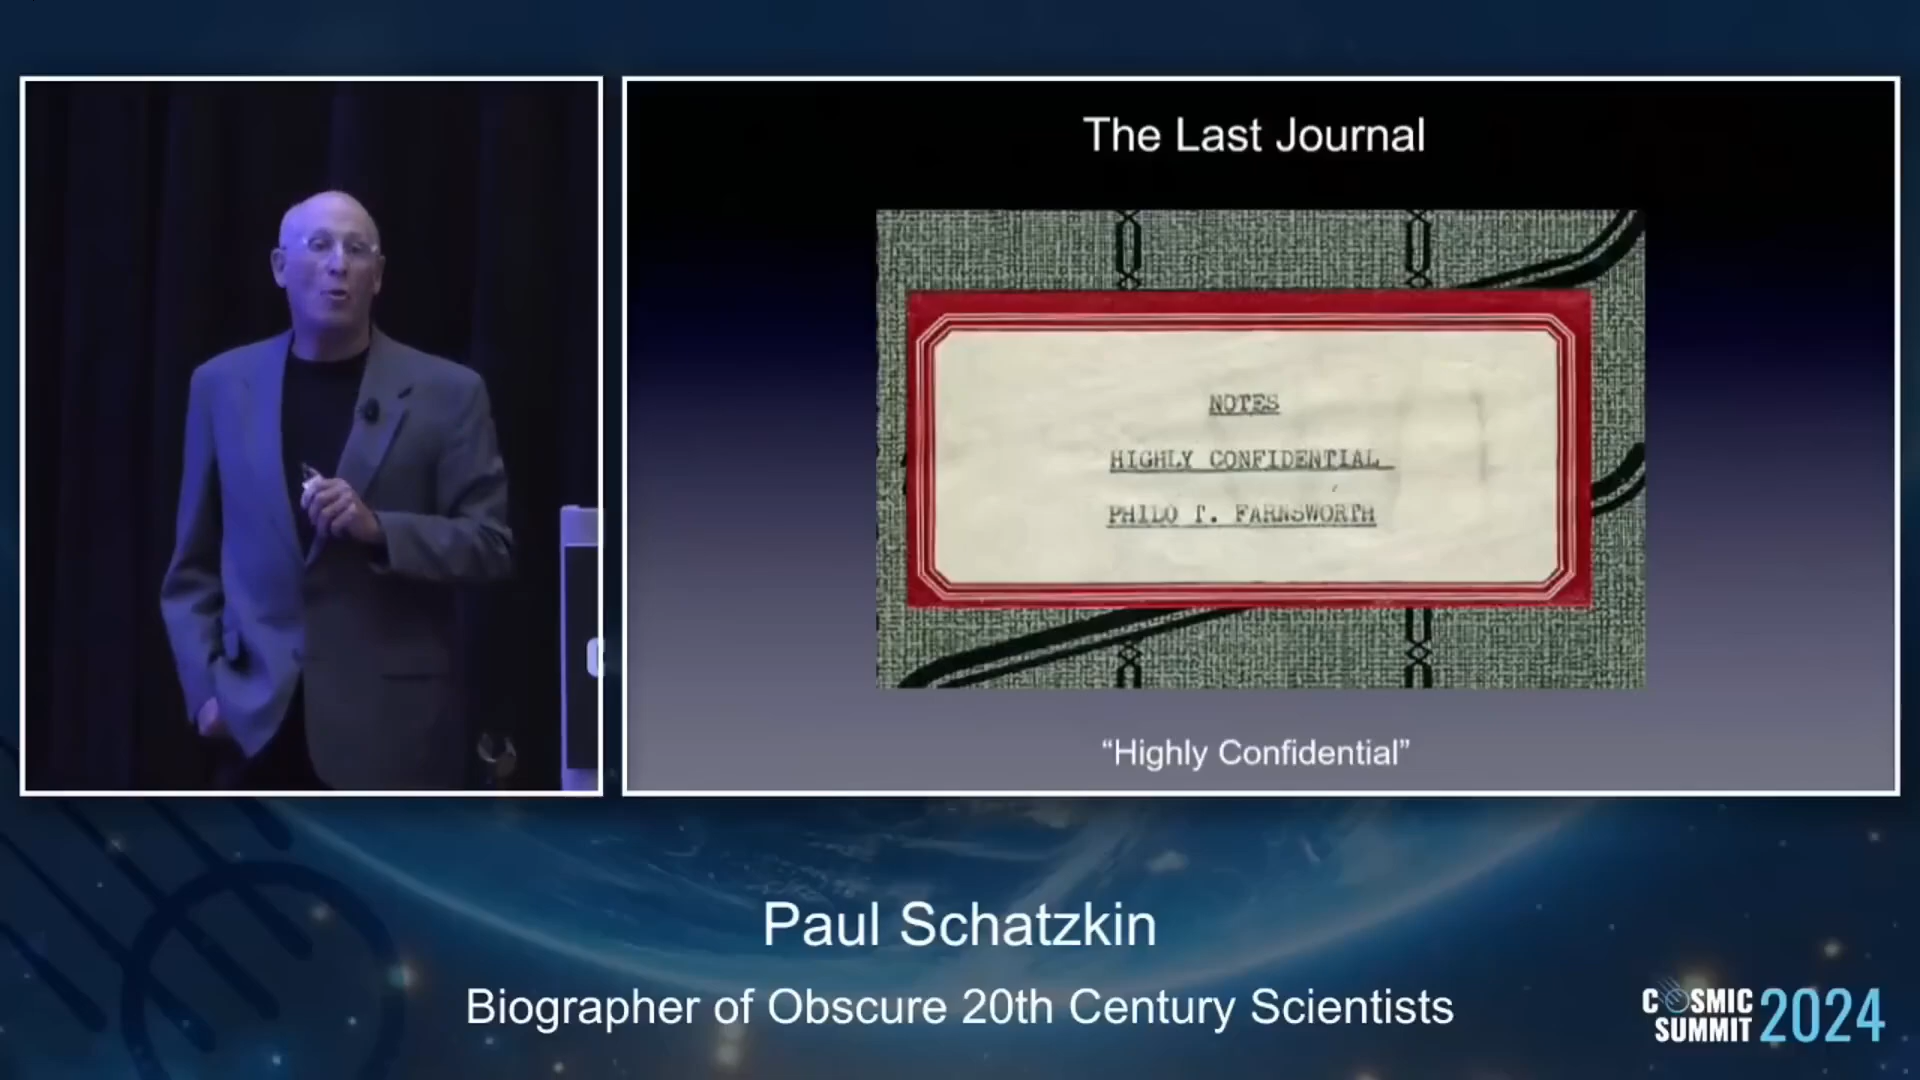 The Last Journal
NOTES
HIGHLY CONFIDENTIAL
PHILO T. FARNSWORTH
“Highly Confidential”
Paul Schatzkin
Biographer of Obscure 20th Century Scientists
COSMIC
SUMMIT 2024